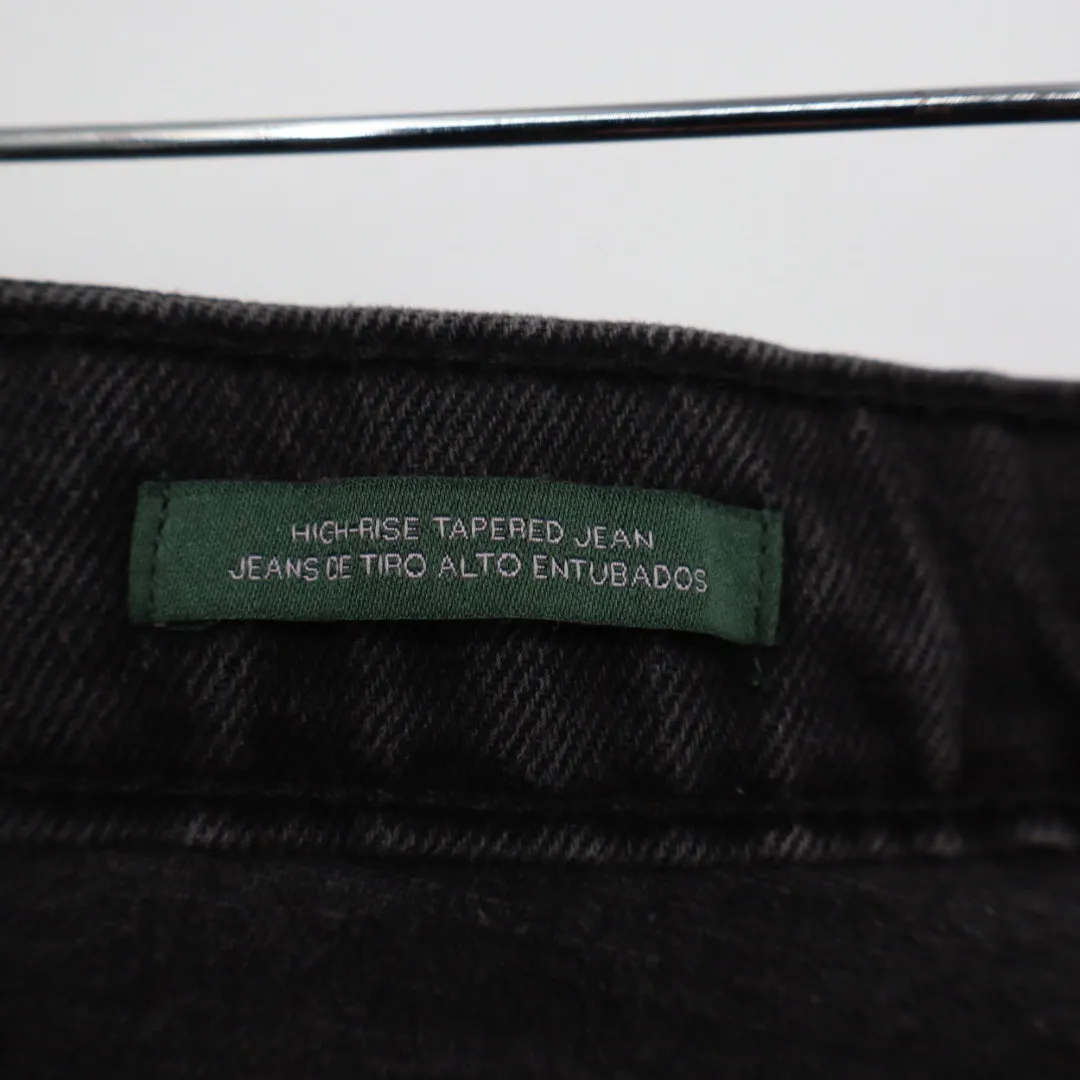 HIGH-RISE TAPERED JEAN
JEANS DE TIRO ALTO ENTUBADOS